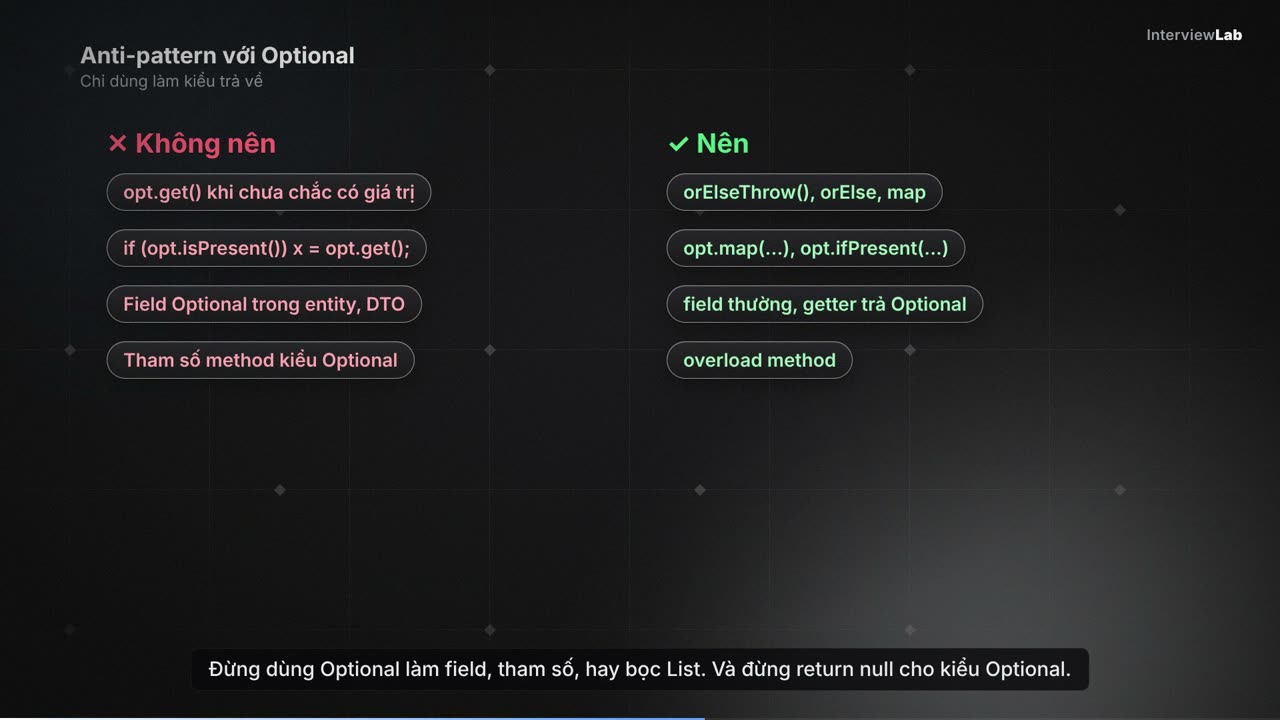 Anti-pattern với Optional
InterviewLab
Chỉ dùng làm kiểu trả về
✕ Không nên
opt.get() khi chưa chắc có giá trị
if (opt.isPresent()) x = opt.get();
Field Optional trong entity, DTO
Tham số method kiểu Optional
✓ Nên
orElseThrow(), orElse, map
opt.map(...), opt.ifPresent(...)
field thường, getter trả Optional
overload method
Đừng dùng Optional làm field, tham số, hay bọc List. Và đừng return null cho kiểu Optional.